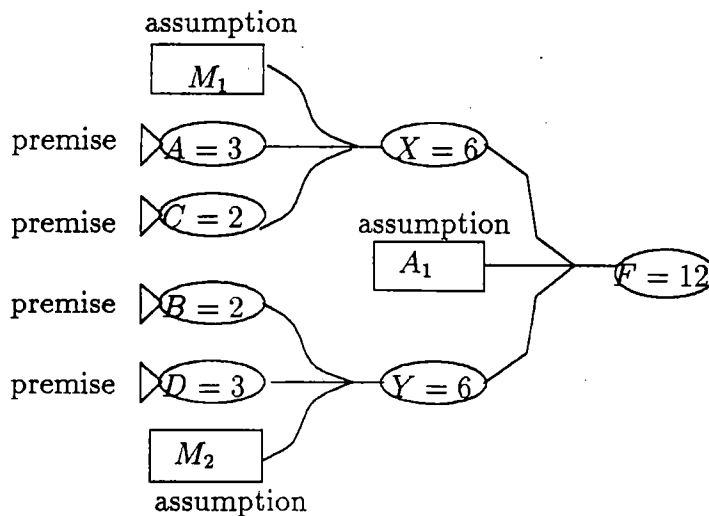 assumption
M₁
premise A = 3 X = 6
premise C = 2
assumption
A₁ F = 12
premise B = 2
premise D = 3 Y = 6
M₂
assumption